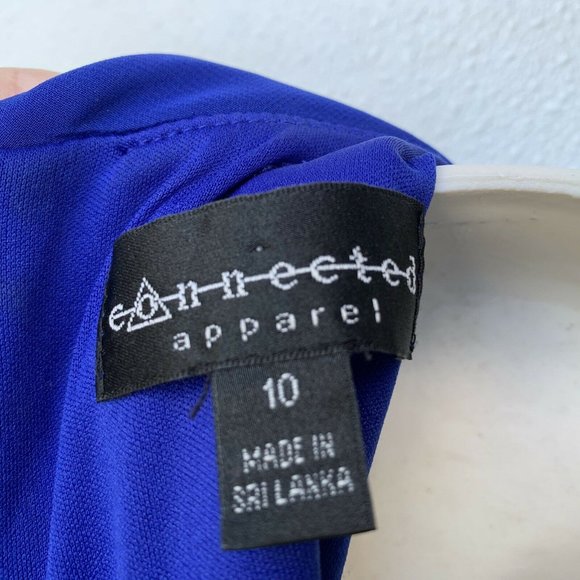 connected
apparel
10
MADE IN
SRI LANKA